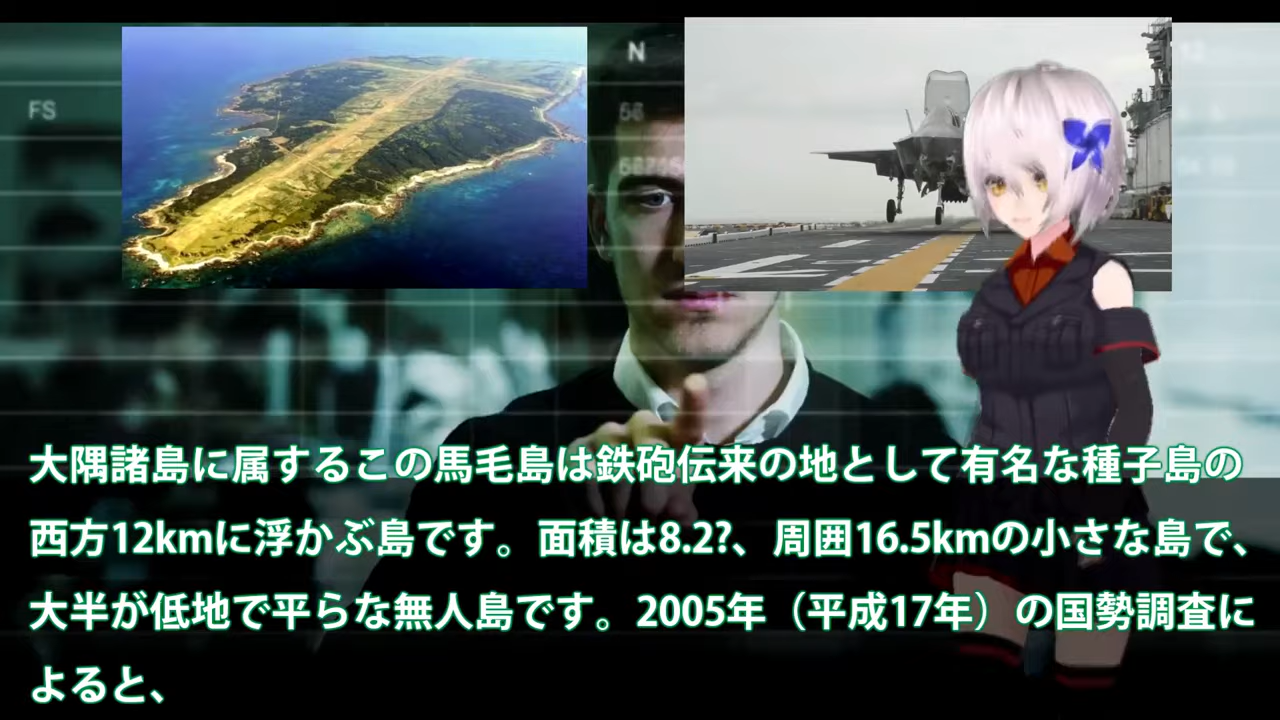 N
FS
大隅諸島に属するこの馬毛島は鉄砲伝来の地として有名な種子島の
西方12kmに浮かぶ島です。面積は8.2?、周囲16.5kmの小さな島で、
大半が低地で平らな無人島です。2005年（平成17年）の国勢調査に
よると、